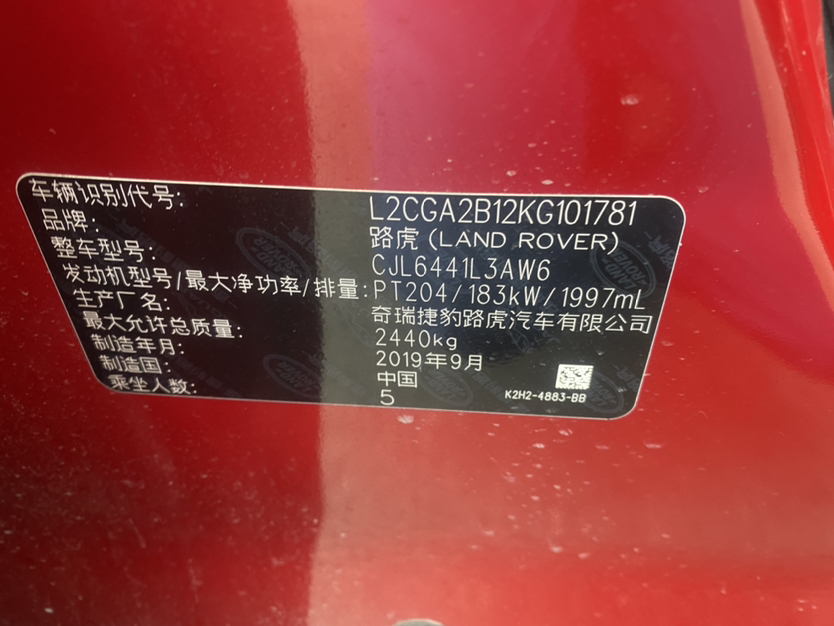 车辆识别代号: L2CGA2B12KG101781
品牌: 路虎 (LAND ROVER)
整车型号: CJL6441L3AW6
发动机型号/最大净功率/排量: PT204/183kW/1997mL
生产厂名: 奇瑞捷豹路虎汽车有限公司
最大允许总质量: 2440kg
制造年月: 2019年9月
制造国: 中国
乘坐人数: 5
K2H2-4883-BB